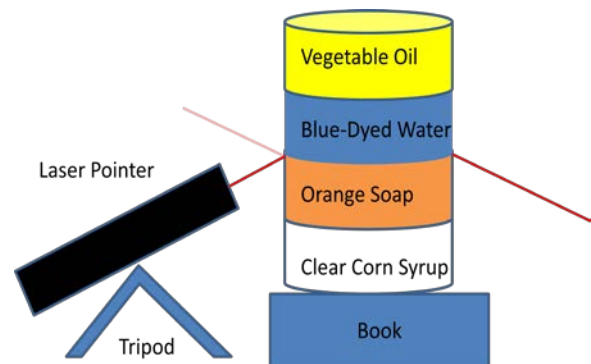 Vegetable Oil
Blue-Dyed Water
Laser Pointer
Orange Soap
Clear Corn Syrup
Book
Tripod